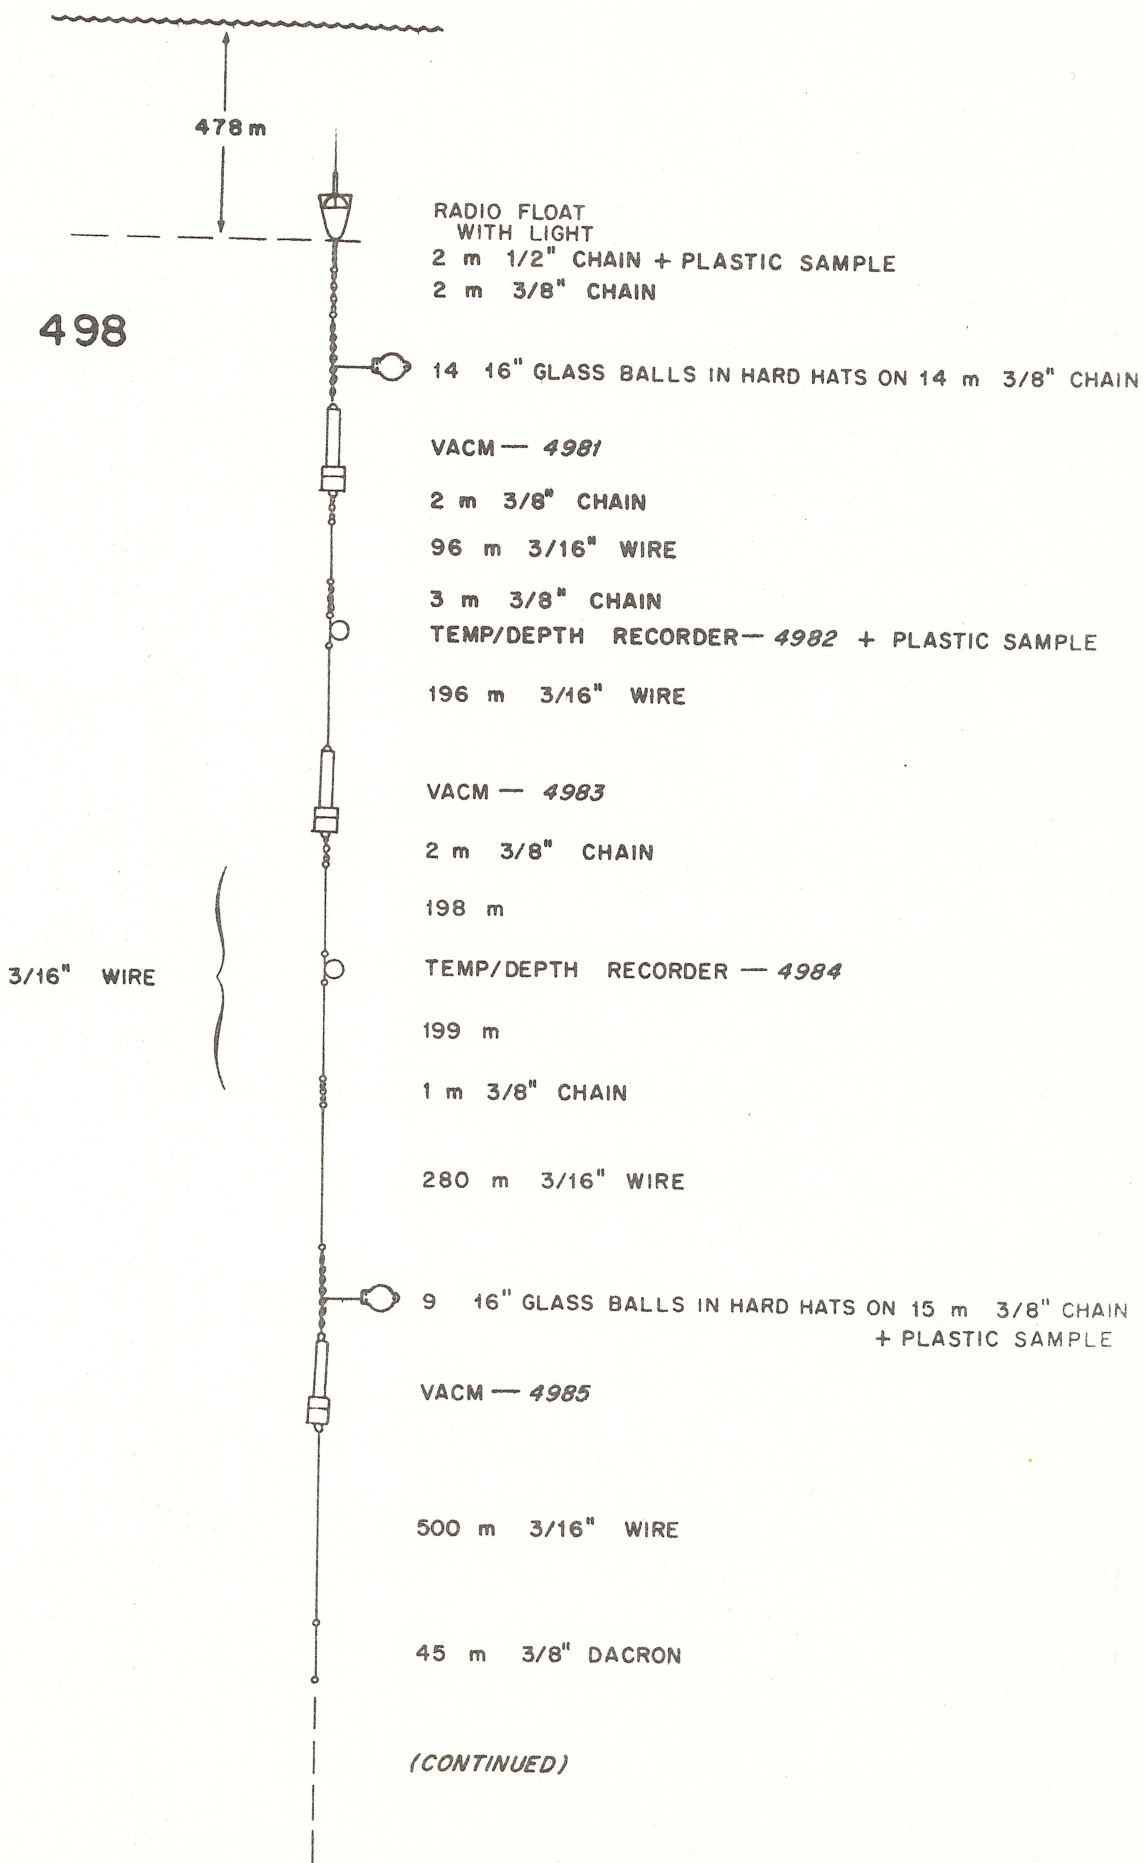 478 m
RADIO FLOAT
WITH LIGHT
2 m 1/2" CHAIN + PLASTIC SAMPLE
2 m 3/8" CHAIN
498
14 16" GLASS BALLS IN HARD HATS ON 14 m 3/8" CHAIN
VACM — 4981
2 m 3/8" CHAIN
96 m 3/16" WIRE
3 m 3/8" CHAIN
TEMP/DEPTH RECORDER — 4982 + PLASTIC SAMPLE
196 m 3/16" WIRE
VACM — 4983
2 m 3/8" CHAIN
198 m
3/16" WIRE
TEMP/DEPTH RECORDER — 4984
199 m
1 m 3/8" CHAIN
280 m 3/16" WIRE
9 16" GLASS BALLS IN HARD HATS ON 15 m 3/8" CHAIN
+ PLASTIC SAMPLE
VACM — 4985
500 m 3/16" WIRE
45 m 3/8" DACRON
(CONTINUED)